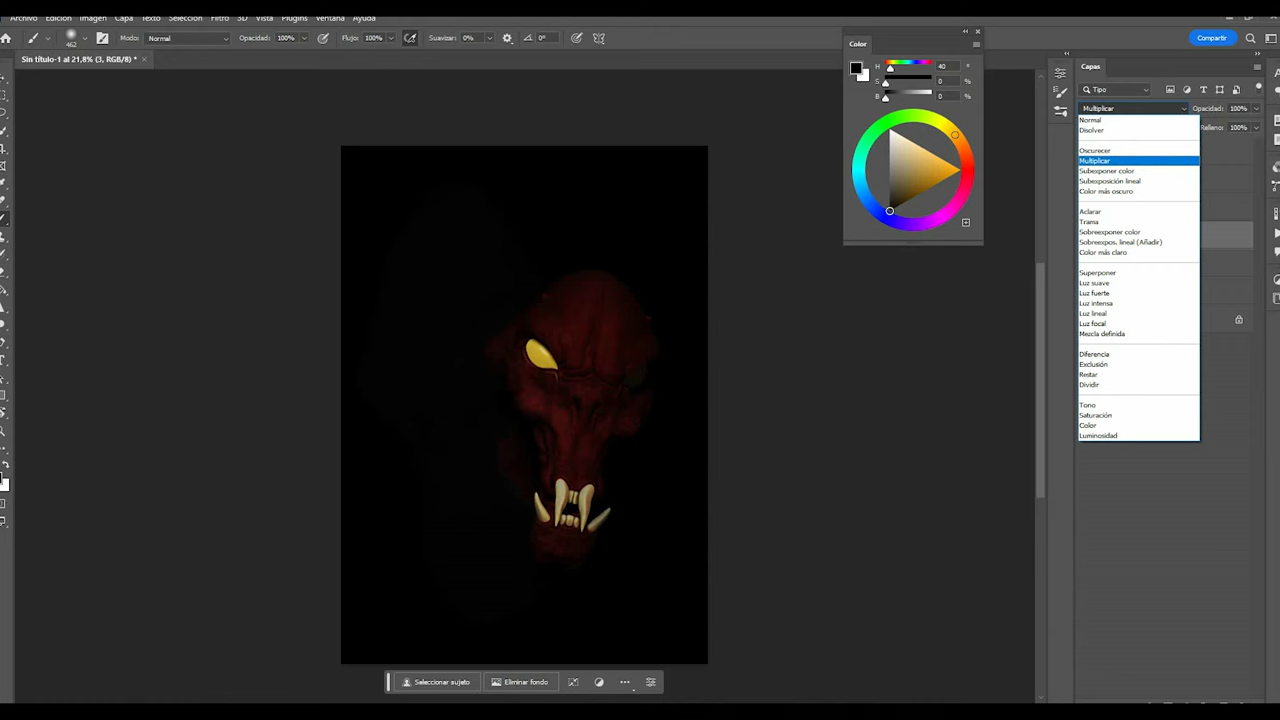 Archivo Edición Imagen Capa Texto Selección Filtro 3D Vista Plugins Ventana Ayuda
462 Modo: Normal Opacidad: 100% Flujo: 100% Suavizar: 0% 0° Compartir
Sin título-1 al 21,8% (3, RGB/8) * ×
Color
H 40 °
S 0 %
B 0 %
Capas
Tipo
Multiplicar Opacidad: 100%
Relleno: 100%
Normal
Disolver
Oscurecer
Multiplicar
Subexponer color
Subexposición lineal
Color más oscuro
Aclarar
Trama
Sobreexponer color
Sobreexpos. lineal (Añadir)
Color más claro
Superponer
Luz suave
Luz fuerte
Luz intensa
Luz lineal
Luz focal
Mezcla definida
Diferencia
Exclusión
Restar
Dividir
Tono
Saturación
Color
Luminosidad
Seleccionar sujeto Eliminar fondo